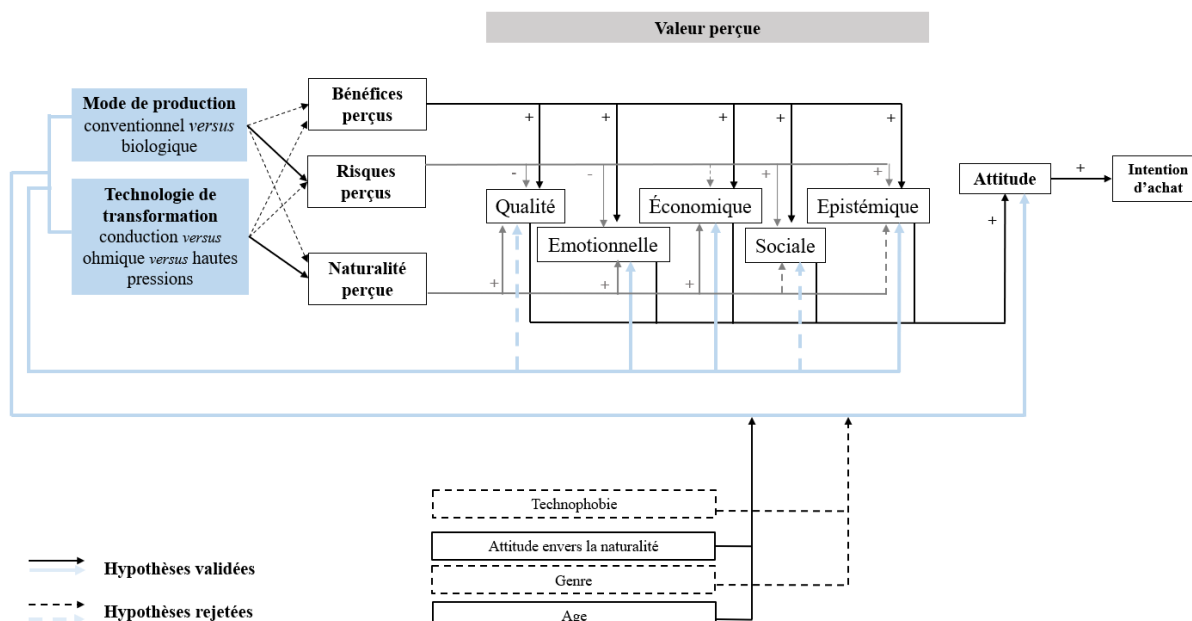 Valeur perçue
Mode de production
conventionnel versus
biologique
Technologie de
transformation
conduction versus
ohmique versus hautes
pressions
Bénéfices
perçus
Risques
perçus
Naturalité
perçue
+ + + + +
- - + +
Qualité
Économique
Epistémique
Emotionnelle
Sociale
+ + +
Attitude
+
+
Intention
d'achat
Technophobie
Attitude envers la naturalité
Genre
Age
Hypothèses validées
Hypothèses rejetées